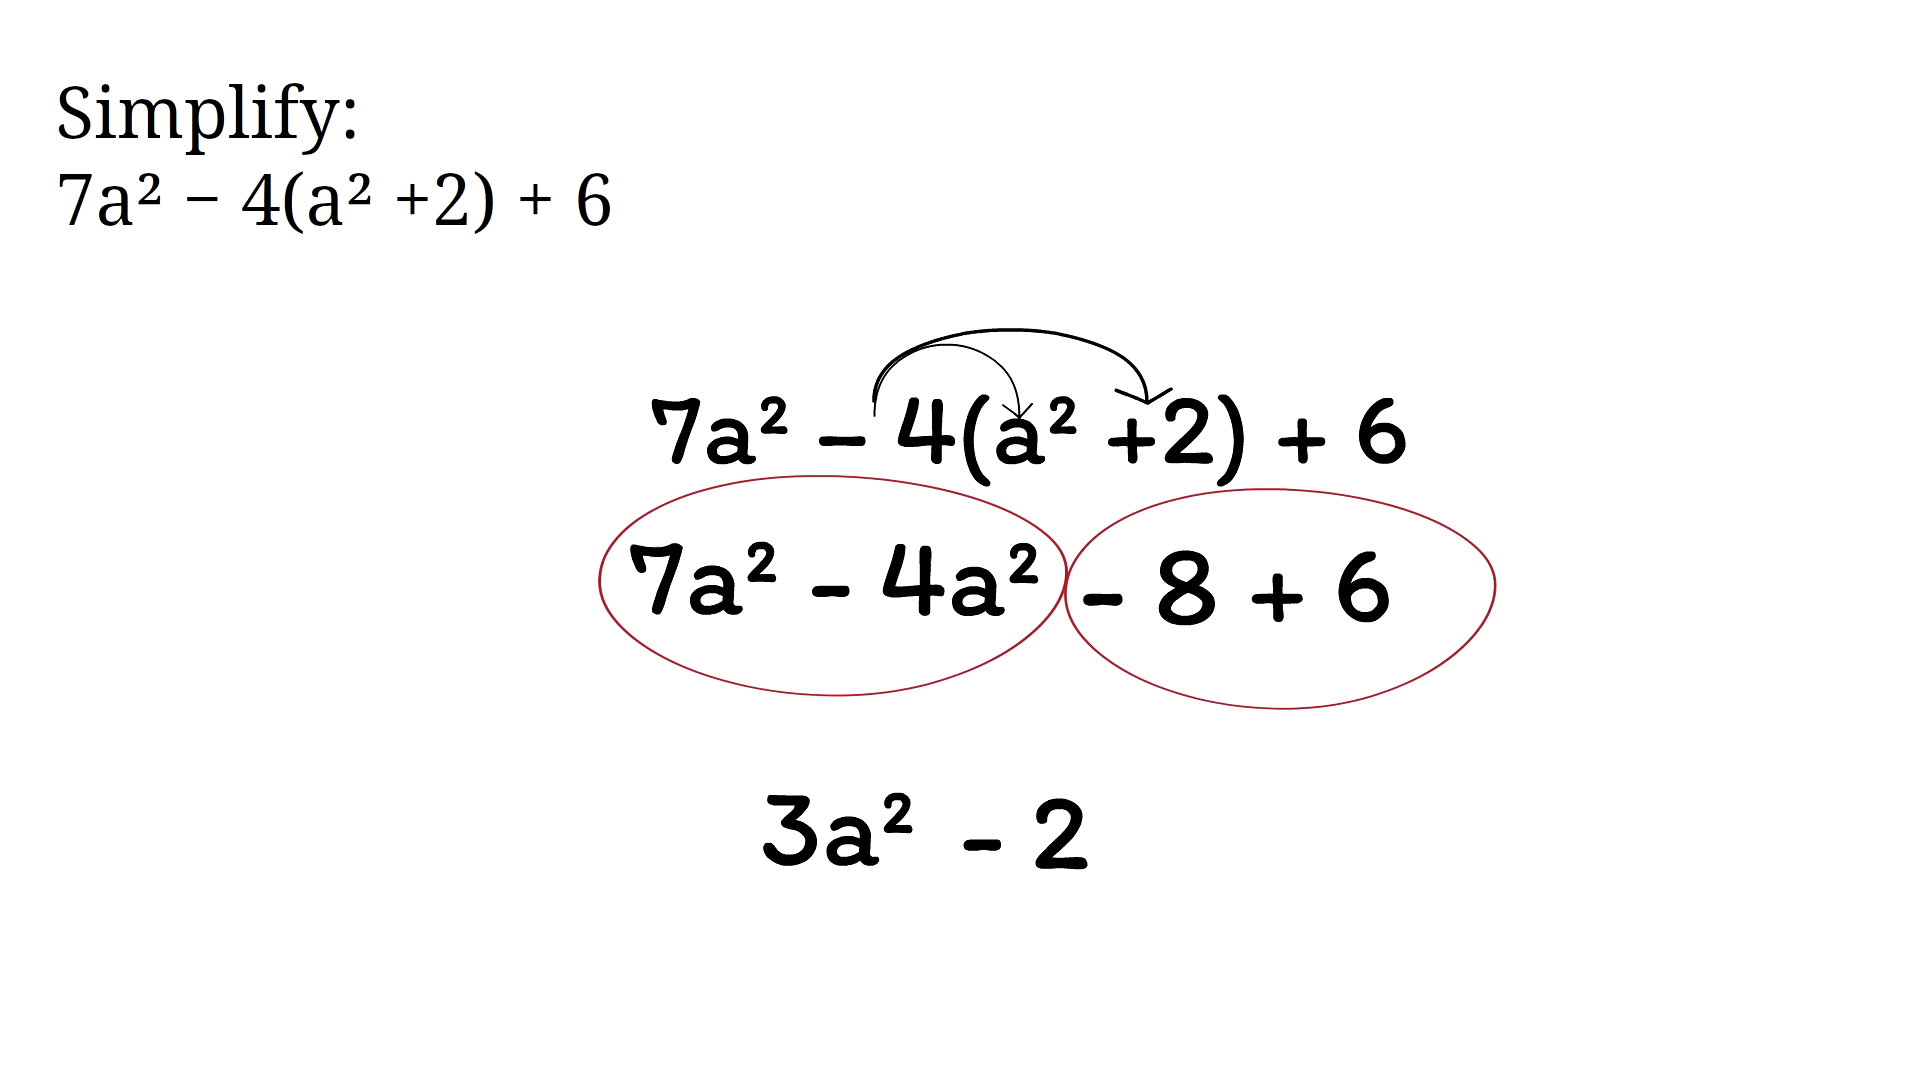 Simplify:
7a² − 4(a² +2) + 6
7a² − 4(a² +2) + 6
7a² - 4a² - 8 + 6
3a² - 2